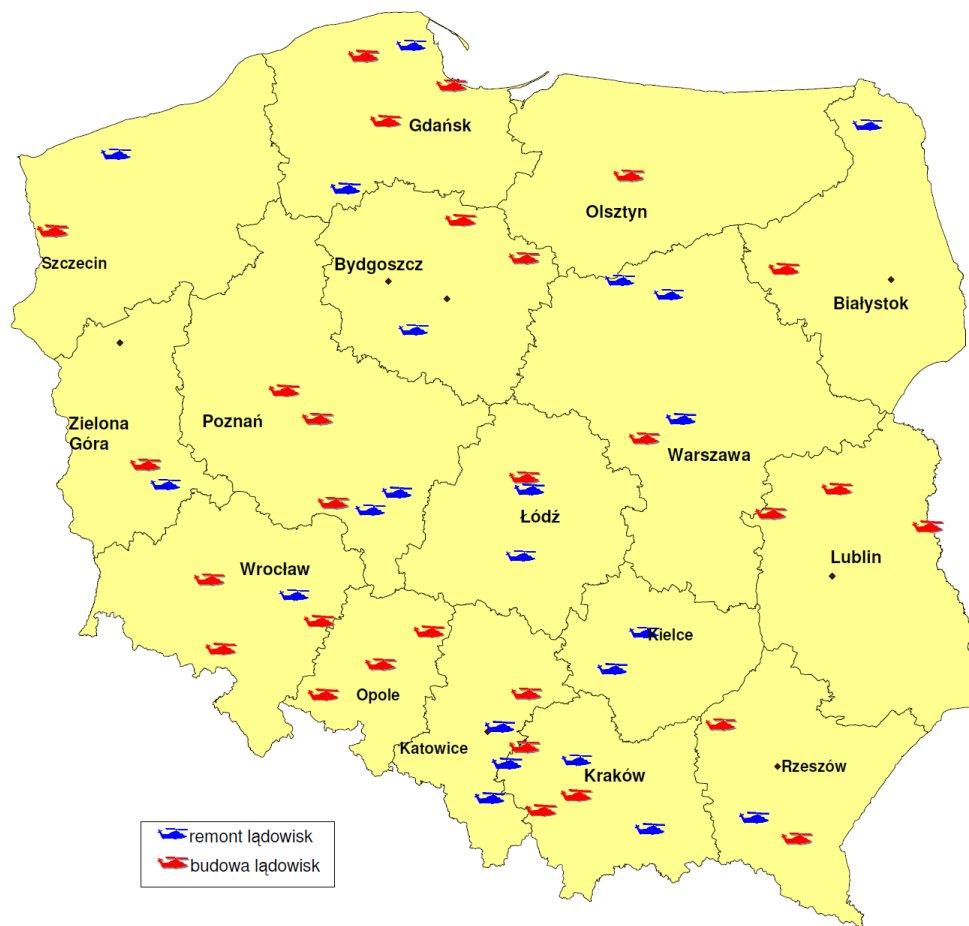 Gdańsk
Olsztyn
Szczecin
Bydgoszcz
Białystok
Zielona
Góra
Poznań
Warszawa
Łódź
Lublin
Wrocław
Kielce
Opole
Katowice
Kraków
Rzeszów
remont lądowisk
budowa lądowisk